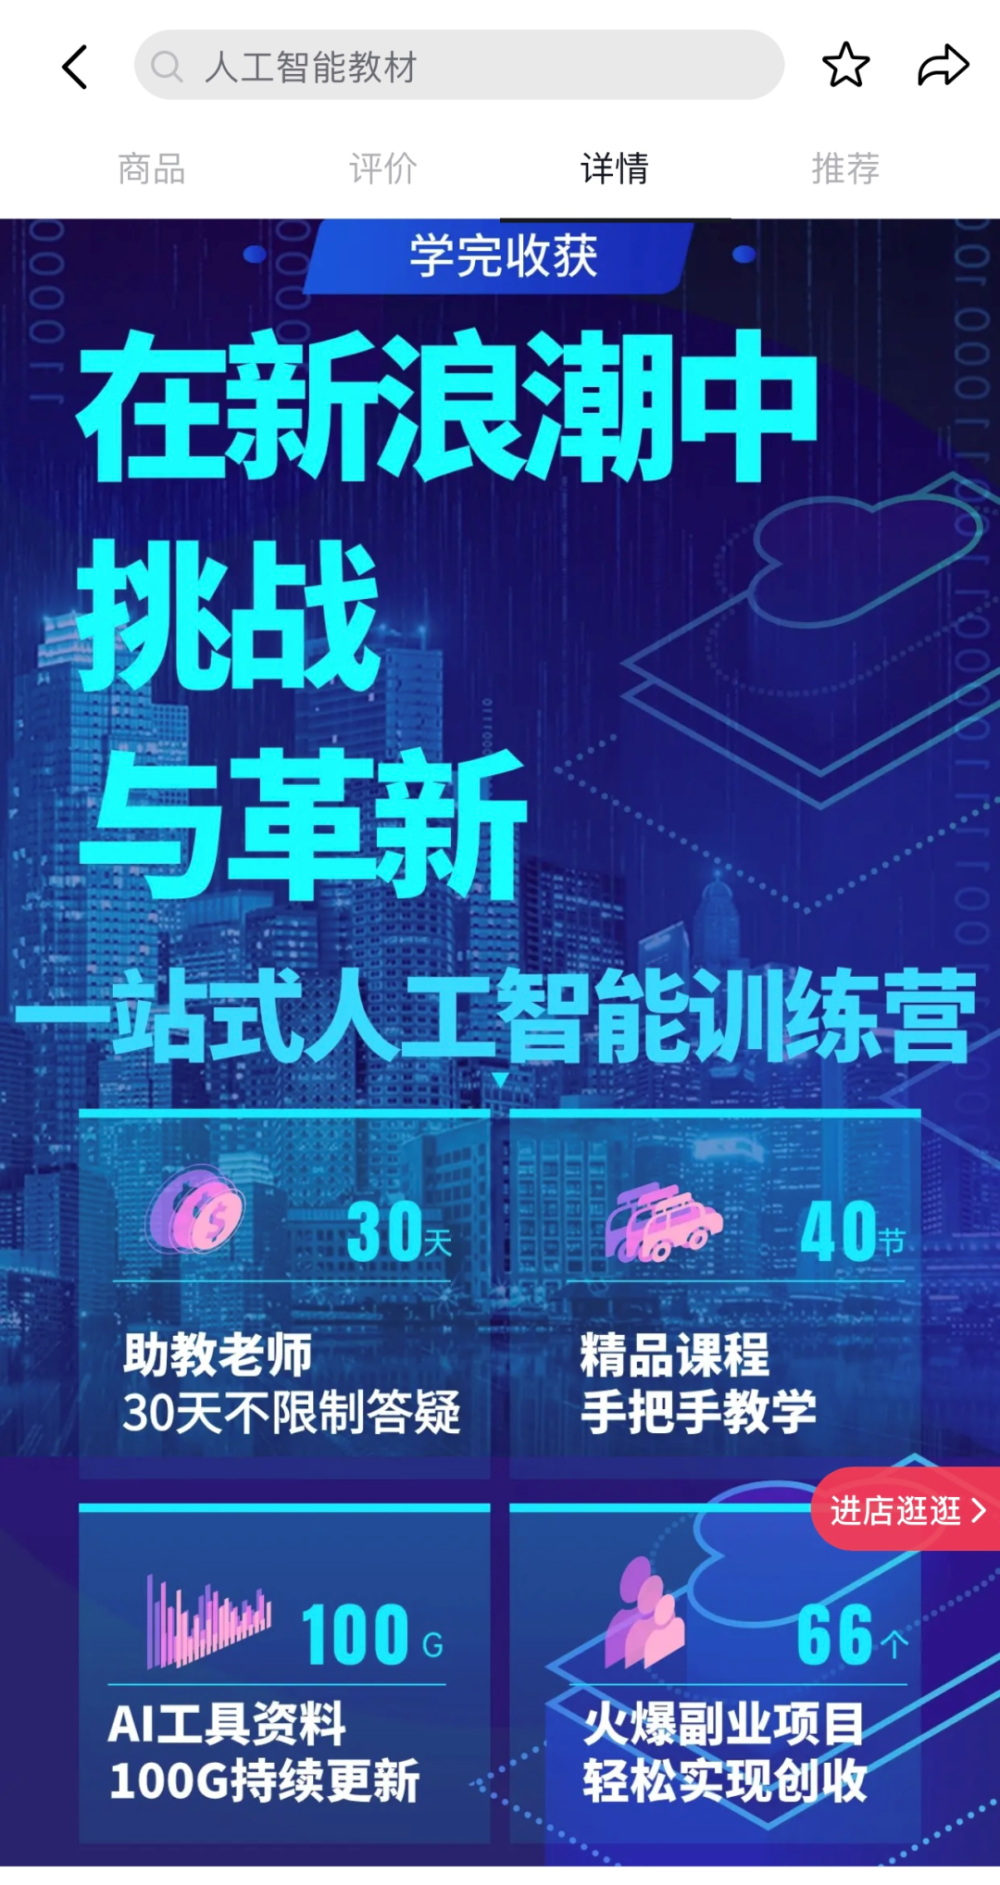 人工智能教材
商品 评价 详情 推荐
学完收获
在新浪潮中
挑战
与革新
一站式人工智能训练营
30天
助教老师
30天不限制答疑
40节
精品课程
手把手教学
进店逛逛
100G
AI工具资料
100G持续更新
66个
火爆副业项目
轻松实现创收